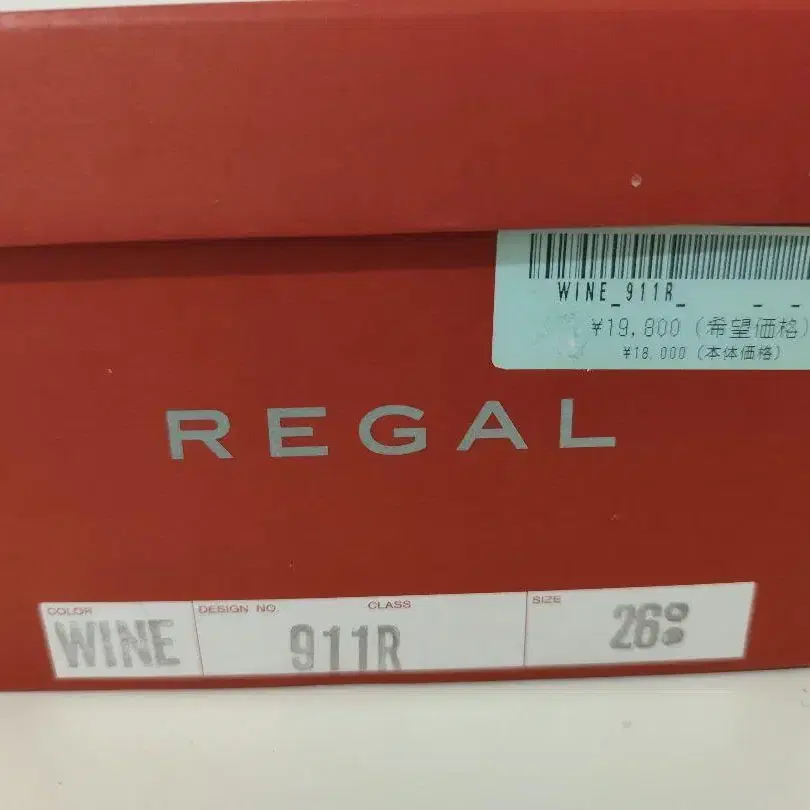 WINE_911R_ _ _
¥19,800 (希望価格)
¥18,000 (本体価格)
REGAL
COLOR DESIGN NO. CLASS SIZE
WINE 911R 26